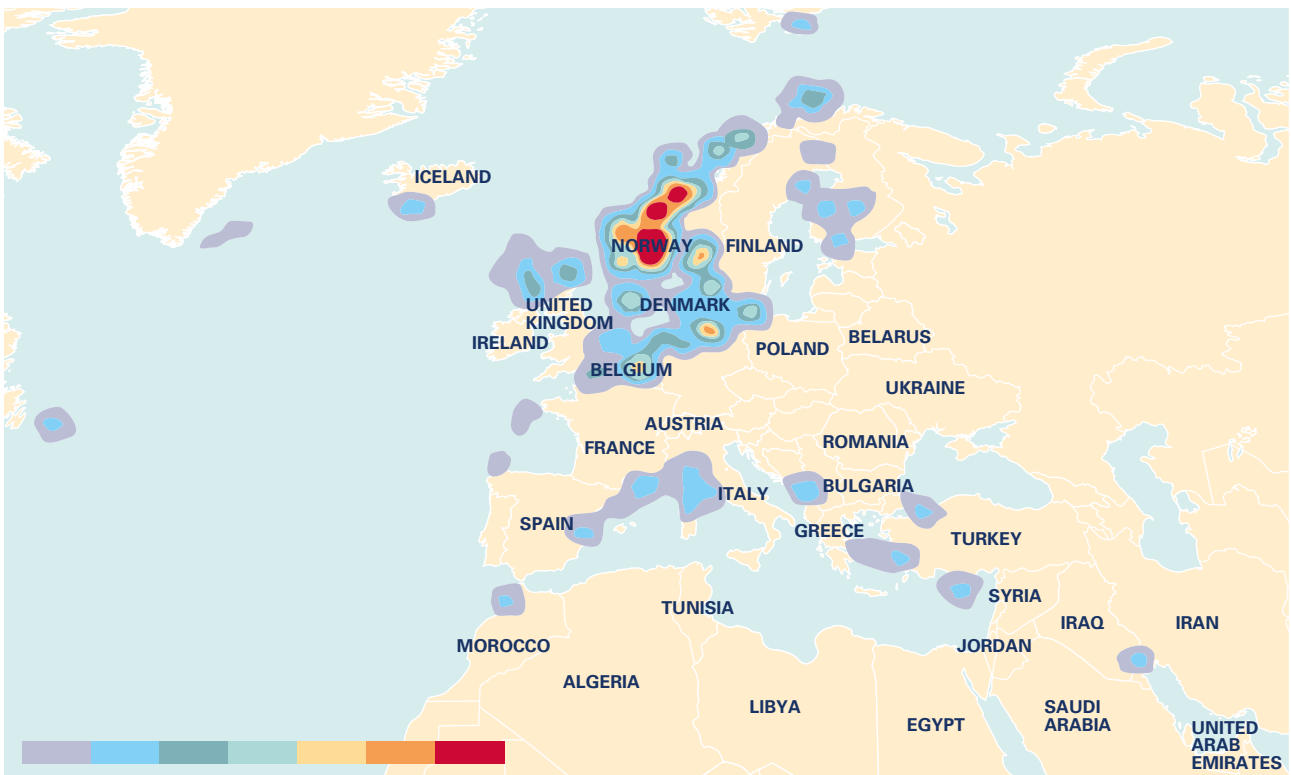 ICELAND
NORWAY
FINLAND
UNITED
KINGDOM
DENMARK
IRELAND
BELARUS
POLAND
BELGIUM
UKRAINE
AUSTRIA
FRANCE
ROMANIA
BULGARIA
ITALY
SPAIN
GREECE
TURKEY
SYRIA
TUNISIA
IRAQ
IRAN
MOROCCO
JORDAN
ALGERIA
LIBYA
SAUDI
ARABIA
EGYPT
UNITED
ARAB
EMIRATES